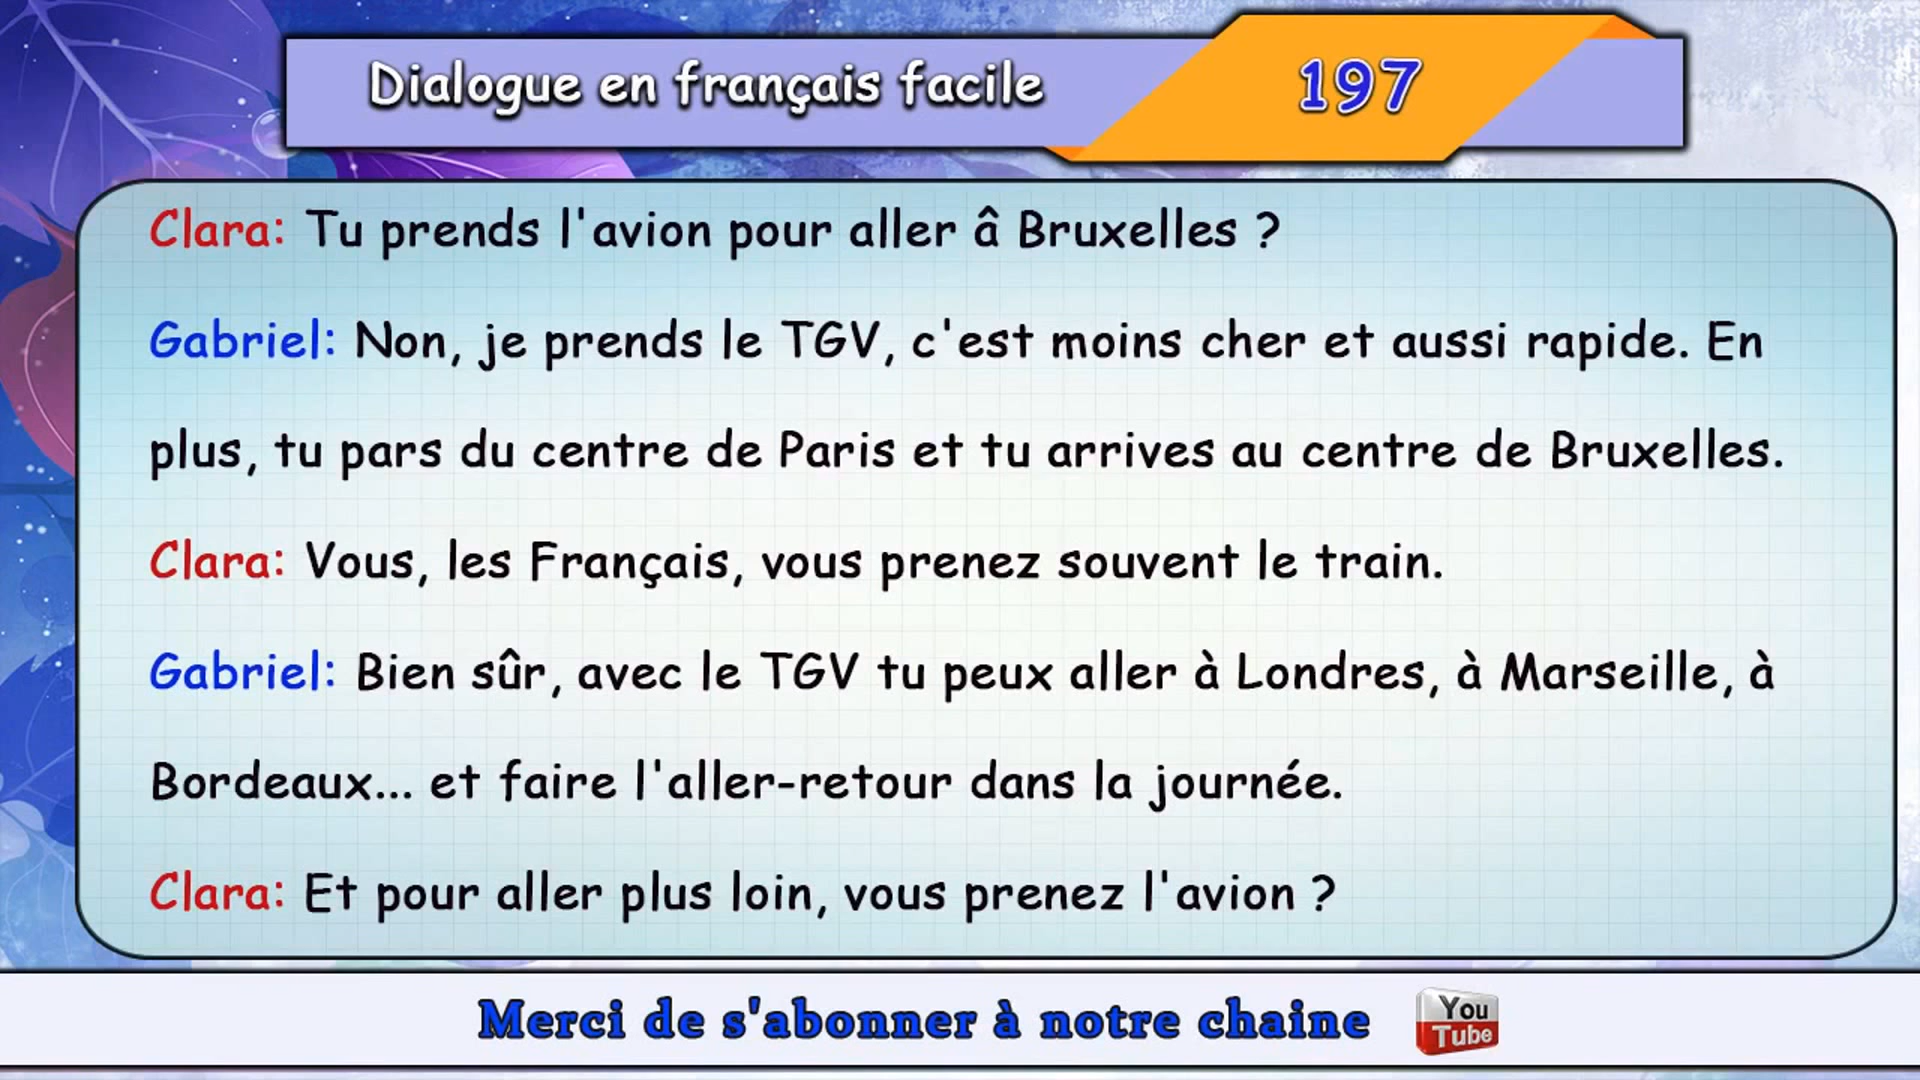 Dialogue en français facile
197
Clara: Tu prends l'avion pour aller â Bruxelles ?
Gabriel: Non, je prends le TGV, c'est moins cher et aussi rapide. En
plus, tu pars du centre de Paris et tu arrives au centre de Bruxelles.
Clara: Vous, les Français, vous prenez souvent le train.
Gabriel: Bien sûr, avec le TGV tu peux aller à Londres, à Marseille, à
Bordeaux... et faire l'aller-retour dans la journée.
Clara: Et pour aller plus loin, vous prenez l'avion ?
Merci de s'abonner à notre chaine
You
Tube